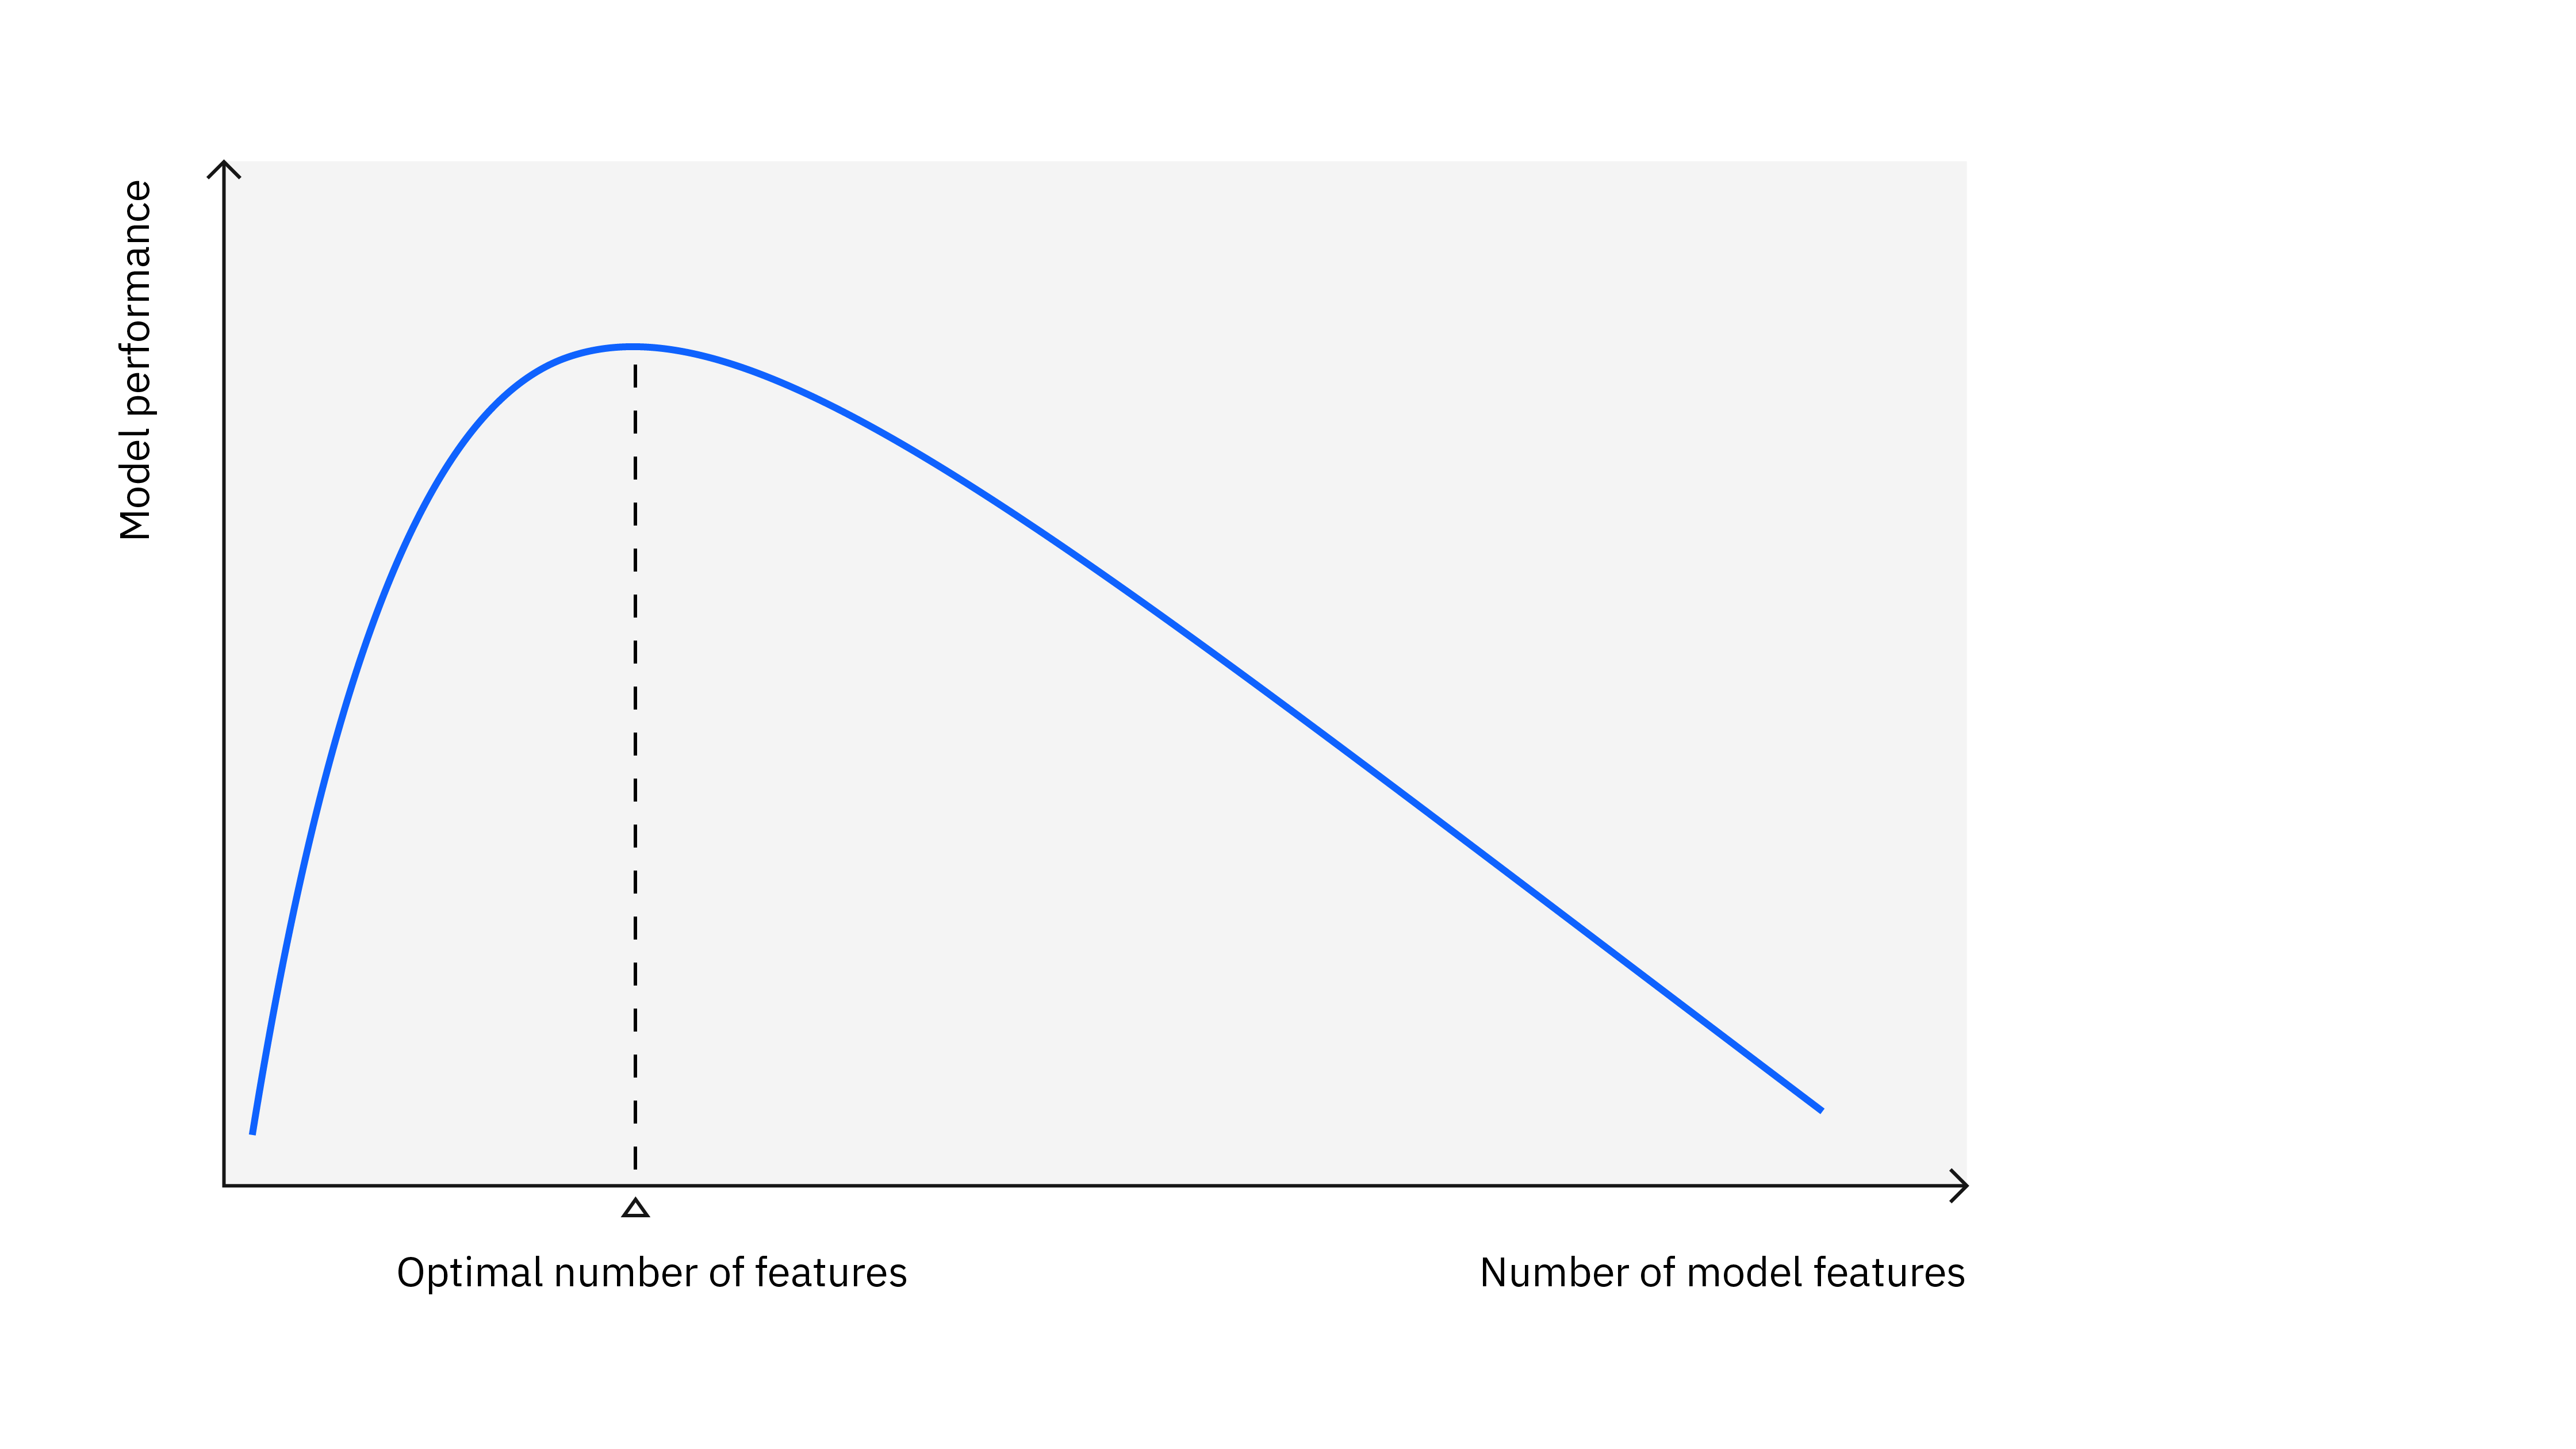 Model performance
Optimal number of features
Number of model features